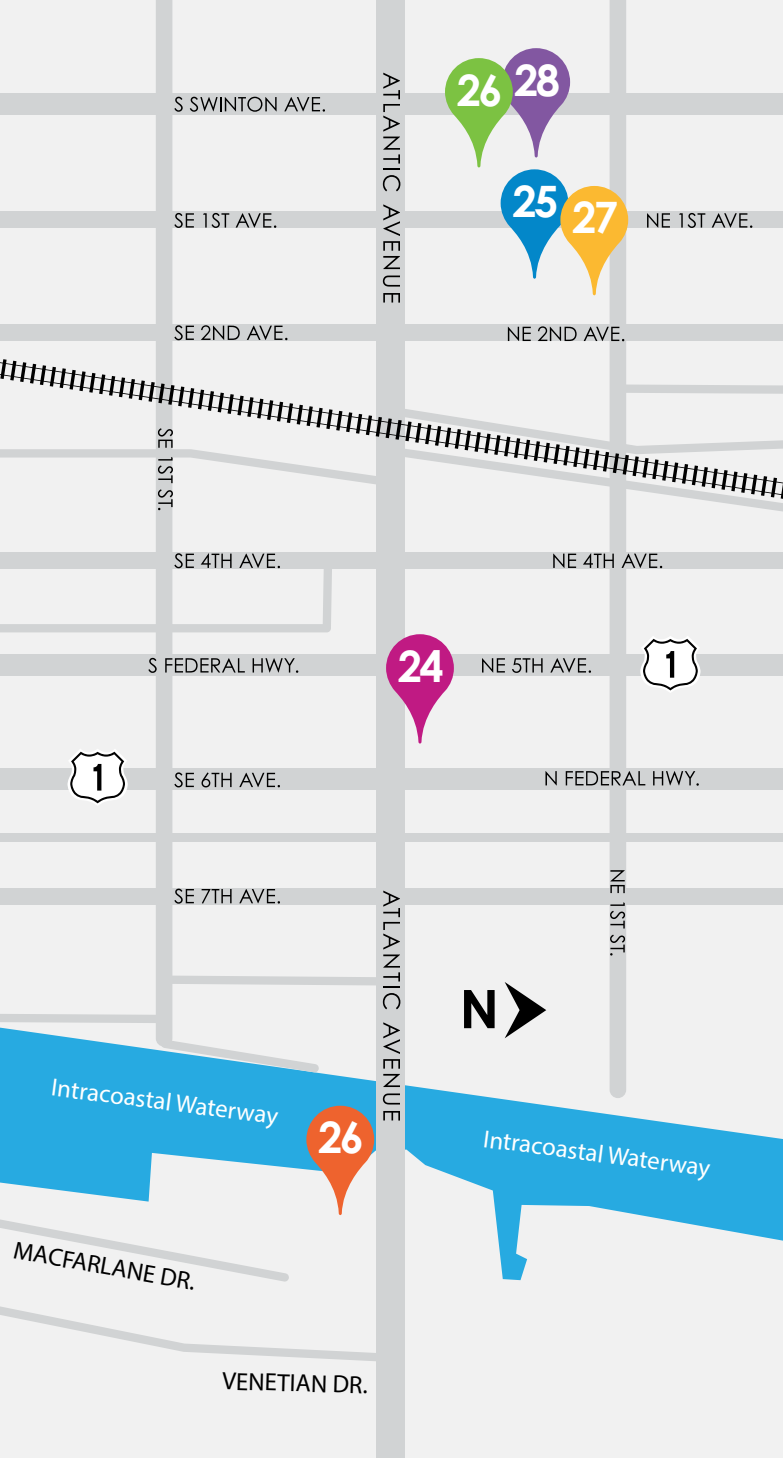 28
26
S SWINTON AVE.
ATLANTIC AVENUE
25
27
SE 1ST AVE.
NE 1ST AVE.
SE 2ND AVE.
NE 2ND AVE.
SE 1ST ST.
SE 4TH AVE.
NE 4TH AVE.
S FEDERAL HWY.
24
NE 5TH AVE.
1
1
SE 6TH AVE.
N FEDERAL HWY.
SE 7TH AVE.
NE 1ST ST.
ATLANTIC AVENUE
N
Intracoastal Waterway
26
Intracoastal Waterway
MACFARLANE DR.
VENETIAN DR.